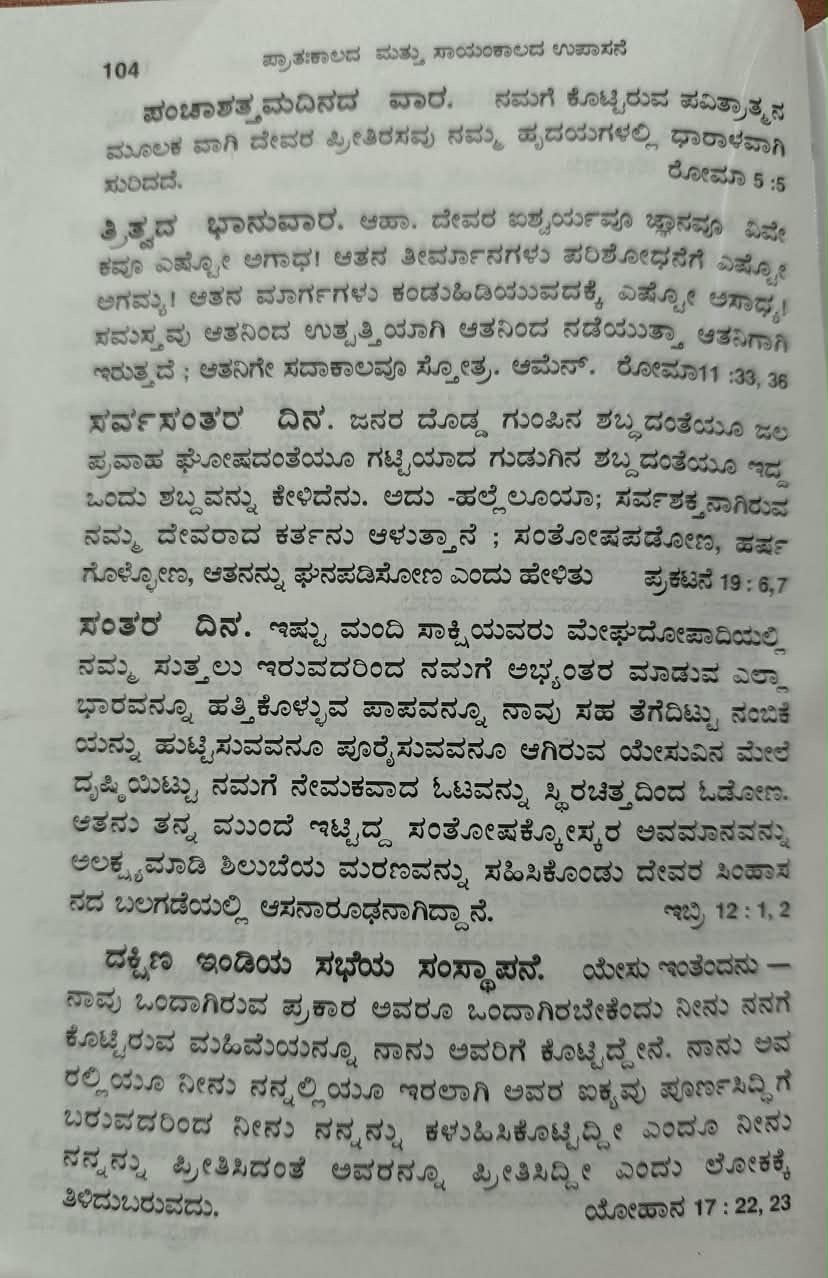 104
ಪ್ರಾತಃಕಾಲದ ಮತ್ತು ಸಾಯಂಕಾಲದ ಉಪಾಸನೆ
ಪಂಚಾಶತ್ತಮದಿನದ ವಾರ. ನಮಗೆ ಕೊಟ್ಟಿರುವ ಪವಿತ್ರಾತ್ಮನ
ಮೂಲಕ ವಾಗಿ ದೇವರ ಪ್ರೀತಿರಸವು ನಮ್ಮ ಹೃದಯಗಳಲ್ಲಿ ಧಾರಾಳವಾಗಿ
ಸುರಿದದೆ. ರೋಮಾ 5 :5
ತ್ರಿತ್ವದ ಭಾನುವಾರ. ಆಹಾ. ದೇವರ ಐಶ್ವರ್ಯವೂ ಜ್ಞಾನವೂ ವಿವೇ
ಕವೂ ಎಷ್ಟೋ ಅಗಾಧ! ಆತನ ತೀರ್ಮಾನಗಳು ಪರಿಶೋಧನೆಗೆ ಎಷ್ಟೋ
ಅಗಮ್ಯ! ಆತನ ಮಾರ್ಗಗಳು ಕಂಡುಹಿಡಿಯುವದಕ್ಕೆ ಎಷ್ಟೋ ಅಸಾಧ್ಯ!
ಸಮಸ್ತವು ಆತನಿಂದ ಉತ್ಪತ್ತಿಯಾಗಿ ಆತನಿಂದ ನಡೆಯುತ್ತಾ ಆತನಿಗಾಗಿ
ಇರುತ್ತದೆ ; ಆತನಿಗೇ ಸದಾಕಾಲವೂ ಸ್ತೋತ್ರ. ಆಮೆನ್. ರೋಮಾ11 :33, 36
ಸರ್ವಸಂತರ ದಿನ. ಜನರ ದೊಡ್ಡ ಗುಂಪಿನ ಶಬ್ದದಂತೆಯೂ ಜಲ
ಪ್ರವಾಹ ಘೋಷದಂತೆಯೂ ಗಟ್ಟಿಯಾದ ಗುಡುಗಿನ ಶಬ್ದದಂತೆಯೂ ಇದ್ದ
ಒಂದು ಶಬ್ದವನ್ನು ಕೇಳಿದೆನು. ಅದು -ಹಲ್ಲೆಲೂಯಾ; ಸರ್ವಶಕ್ತನಾಗಿರುವ
ನಮ್ಮ ದೇವರಾದ ಕರ್ತನು ಆಳುತ್ತಾನೆ ; ಸಂತೋಷಪಡೋಣ, ಹರ್ಷ
ಗೊಳ್ಳೋಣ, ಆತನನ್ನು ಘನಪಡಿಸೋಣ ಎಂದು ಹೇಳಿತು ಪ್ರಕಟನೆ 19 : 6,7
ಸಂತರ ದಿನ. ಇಷ್ಟು ಮಂದಿ ಸಾಕ್ಷಿಯವರು ಮೇಘದೋಪಾದಿಯಲ್ಲಿ
ನಮ್ಮ ಸುತ್ತಲು ಇರುವದರಿಂದ ನಮಗೆ ಅಭ್ಯಂತರ ಮಾಡುವ ಎಲ್ಲಾ
ಭಾರವನ್ನೂ ಹತ್ತಿಕೊಳ್ಳುವ ಪಾಪವನ್ನೂ ನಾವು ಸಹ ತೆಗೆದಿಟ್ಟು ನಂಬಿಕೆ
ಯನ್ನು ಹುಟ್ಟಿಸುವವನೂ ಪೂರೈಸುವವನೂ ಆಗಿರುವ ಯೇಸುವಿನ ಮೇಲೆ
ದೃಷ್ಠಿಯಿಟ್ಟು ನಮಗೆ ನೇಮಕವಾದ ಓಟವನ್ನು ಸ್ಥಿರಚಿತ್ತದಿಂದ ಓಡೋಣ.
ಆತನು ತನ್ನ ಮುಂದೆ ಇಟ್ಟಿದ್ದ ಸಂತೋಷಕ್ಕೋಸ್ಕರ ಅವಮಾನವನ್ನು
ಅಲಕ್ಷ್ಯಮಾಡಿ ಶಿಲುಬೆಯ ಮರಣವನ್ನು ಸಹಿಸಿಕೊಂಡು ದೇವರ ಸಿಂಹಾಸ
ನದ ಬಲಗಡೆಯಲ್ಲಿ ಆಸನಾರೂಢನಾಗಿದ್ದಾನೆ. ಇಬ್ರಿ 12 : 1, 2
ದಕ್ಷಿಣ ಇಂಡಿಯ ಸಭೆಯ ಸಂಸ್ಥಾಪನೆ. ಯೇಸು ಇಂತೆಂದನು —
ನಾವು ಒಂದಾಗಿರುವ ಪ್ರಕಾರ ಅವರೂ ಒಂದಾಗಿರಬೇಕೆಂದು ನೀನು ನನಗೆ
ಕೊಟ್ಟಿರುವ ಮಹಿಮೆಯನ್ನೂ ನಾನು ಅವರಿಗೆ ಕೊಟ್ಟಿದ್ದೇನೆ. ನಾನು ಅವ
ರಲ್ಲಿಯೂ ನೀನು ನನ್ನಲ್ಲಿಯೂ ಇರಲಾಗಿ ಅವರ ಐಕ್ಯವು ಪೂರ್ಣಸಿದ್ಧಿಗೆ
ಬರುವದರಿಂದ ನೀನು ನನ್ನನ್ನು ಕಳುಹಿಸಿಕೊಟ್ಟಿದ್ದೀ ಎಂದೂ ನೀನು
ನನ್ನನ್ನು ಪ್ರೀತಿಸಿದಂತೆ ಅವರನ್ನೂ ಪ್ರೀತಿಸಿದ್ದೀ ಎಂದು ಲೋಕಕ್ಕೆ
ತಿಳಿದುಬರುವದು. ಯೋಹಾನ 17 : 22, 23